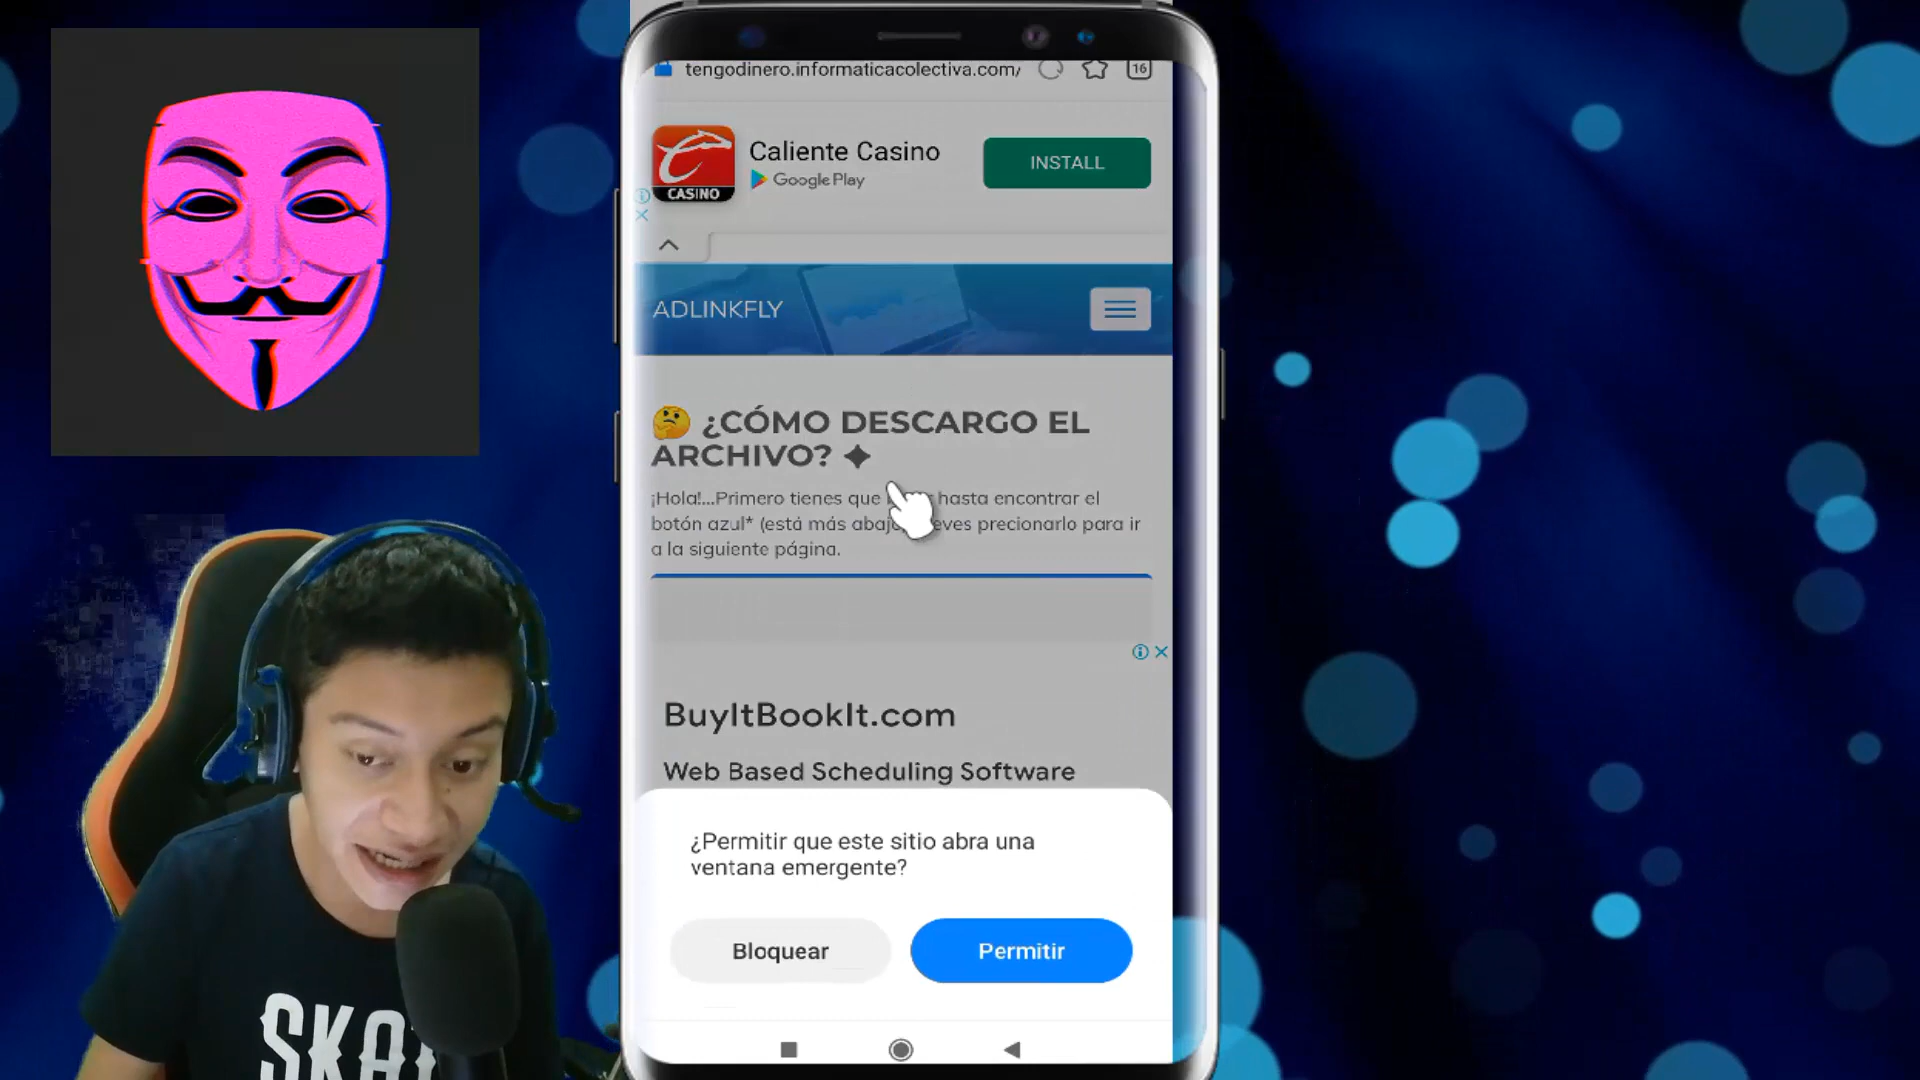 tengodinero.informaticacolectiva.com/
16
Caliente Casino
Google Play
INSTALL
CASINO
ADLINKFLY
🤔 ¿CÓMO DESCARGO EL
ARCHIVO? ✦
¡Hola!...Primero tienes que hasta encontrar el
botón azul* (está más abajo precionarlo para ir
a la siguiente página.
BuyItBookIt.com
Web Based Scheduling Software
¿Permitir que este sitio abra una
ventana emergente?
Bloquear
Permitir